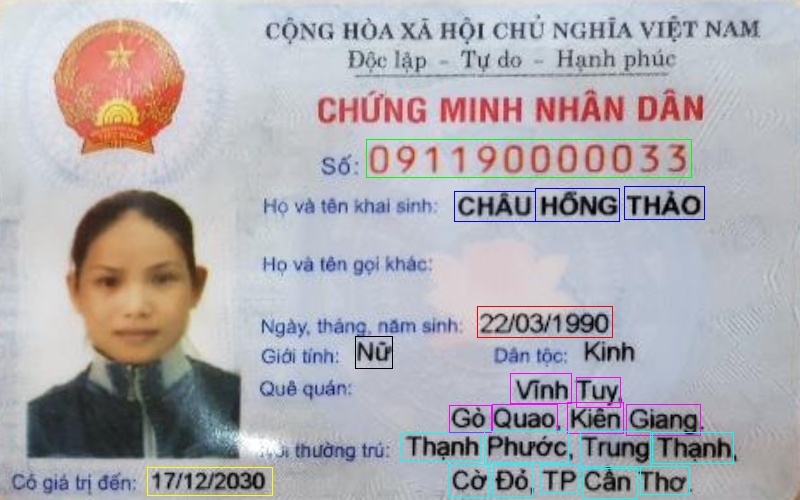 CỘNG HÒA XÃ HỘI CHỦ NGHĨA VIỆT NAM
Độc lập - Tự do - Hạnh phúc
CHỨNG MINH NHÂN DÂN
Số: 091190000033
Họ và tên khai sinh: CHÂU HỒNG THẢO
Họ và tên gọi khác:
Ngày, tháng, năm sinh: 22/03/1990
Giới tính: Nữ Dân tộc: Kinh
Quê quán: Vĩnh Tuy,
Gò Quao, Kiên Giang.
Nơi thường trú: Thạnh Phước, Trung Thạnh,
Có giá trị đến: 17/12/2030 Cờ Đỏ, TP Cần Thơ.